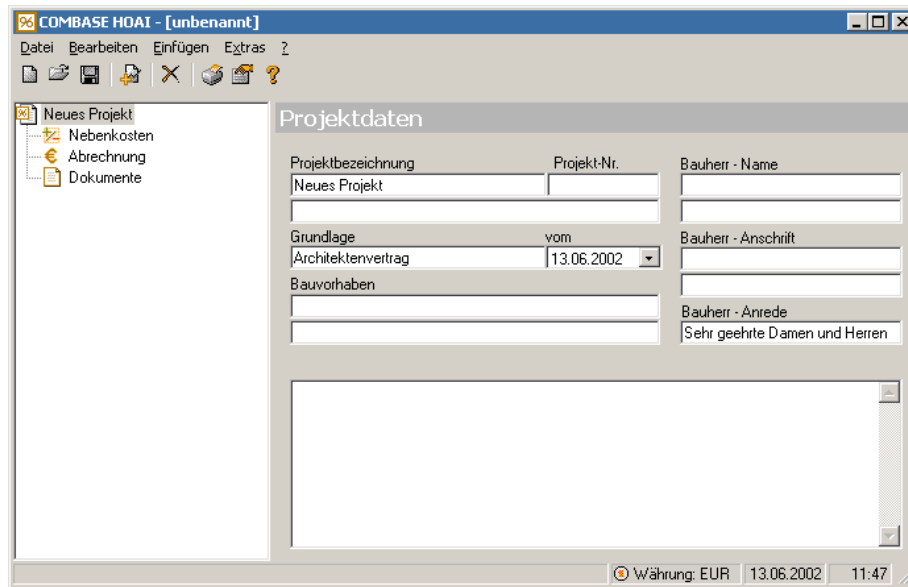 COMBASE HOAI - [unbenannt]
Datei Bearbeiten Einfügen Extras ?
Neues Projekt
Nebenkosten
Abrechnung
Dokumente
Projektdaten
Projektbezeichnung Projekt-Nr.
Neues Projekt
Grundlage vom
Architektenvertrag 13.06.2002
Bauvorhaben
Bauherr - Name
Bauherr - Anschrift
Bauherr - Anrede
Sehr geehrte Damen und Herren
Währung: EUR 13.06.2002 11:47